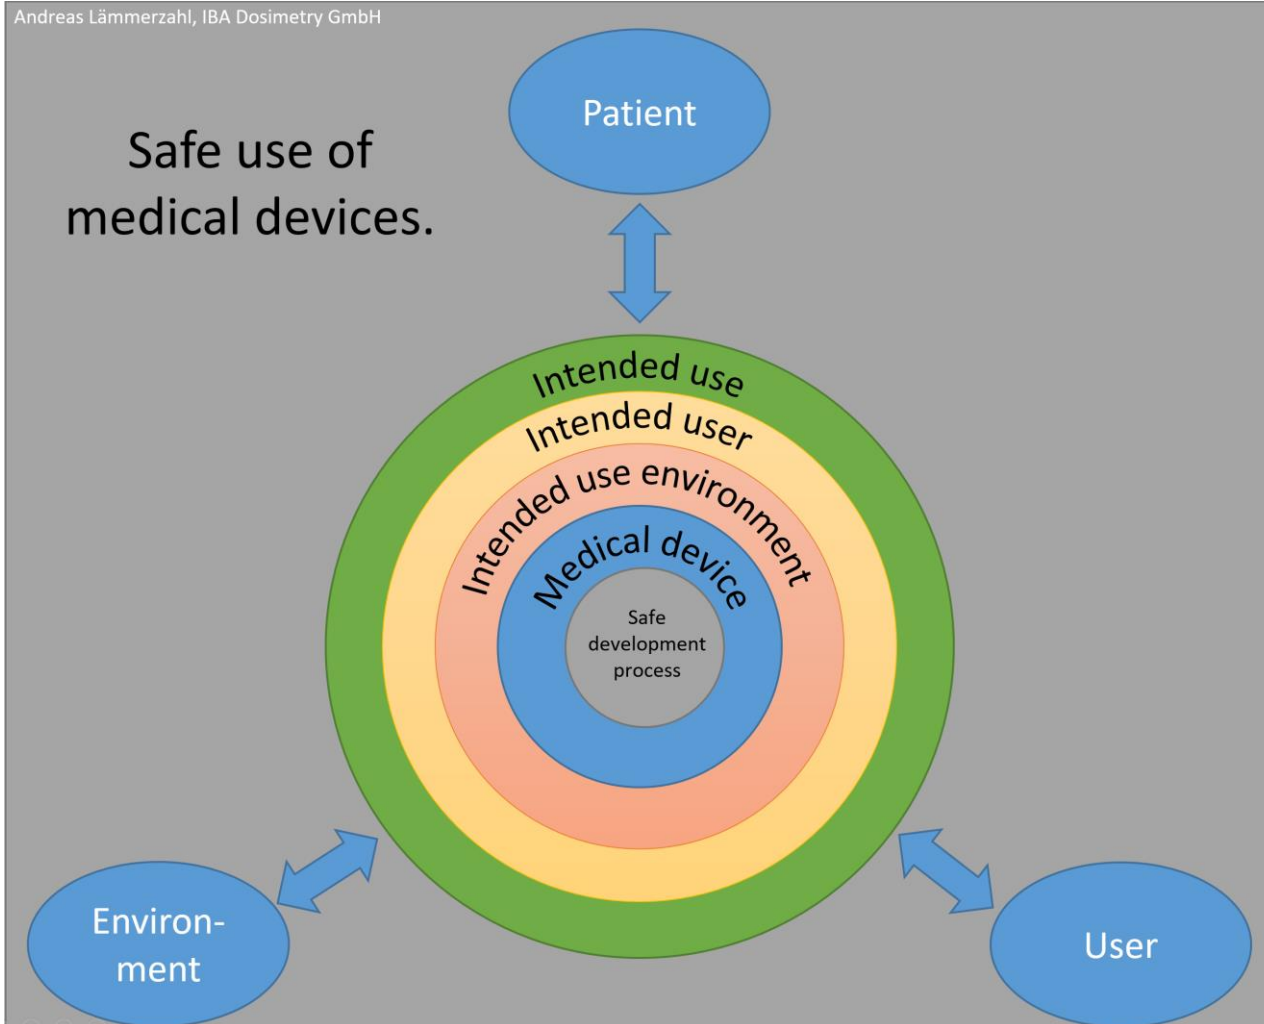 Andreas Lämmerzahl, IBA Dosimetry GmbH
Safe use of
medical devices.
Patient
Intended use
Intended user
Intended use environment
Medical device
Safe
development
process
Environ-
ment
User